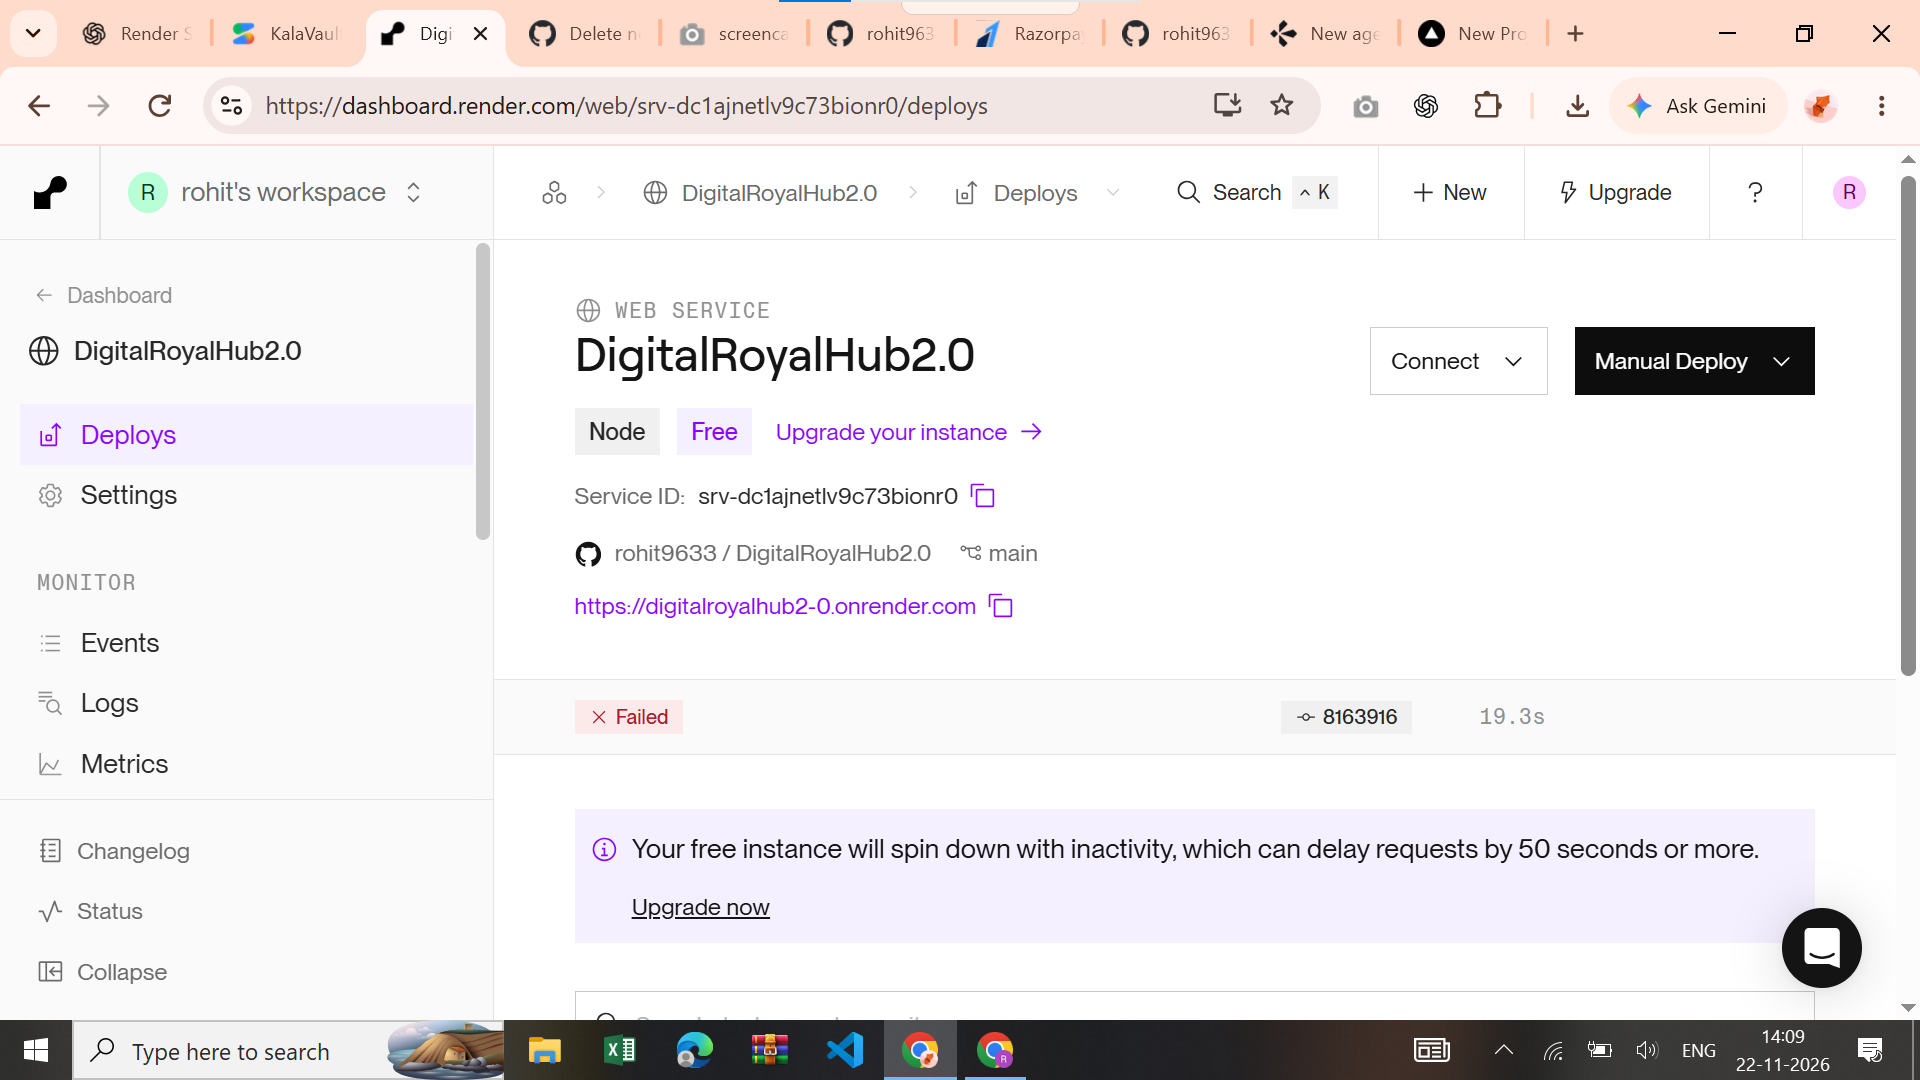 Render S
KalaVaul
Digi
Delete n
screenca
rohit963
Razorpa
rohit963
New age
New Pro
https://dashboard.render.com/web/srv-dc1ajnetlv9c73bionr0/deploys
Ask Gemini
R rohit's workspace
DigitalRoyalHub2.0
Deploys
Search
K
New
Upgrade
?
R
Dashboard
DigitalRoyalHub2.0
Deploys
Settings
MONITOR
Events
Logs
Metrics
Changelog
Status
Collapse
WEB SERVICE
DigitalRoyalHub2.0
Connect
Manual Deploy
Node
Free
Upgrade your instance
Service ID: srv-dc1ajnetlv9c73bionr0
rohit9633 / DigitalRoyalHub2.0
main
https://digitalroyalhub2-0.onrender.com
Failed
8163916
19.3s
Your free instance will spin down with inactivity, which can delay requests by 50 seconds or more.
Upgrade now
Type here to search
ENG
14:09
22-11-2026